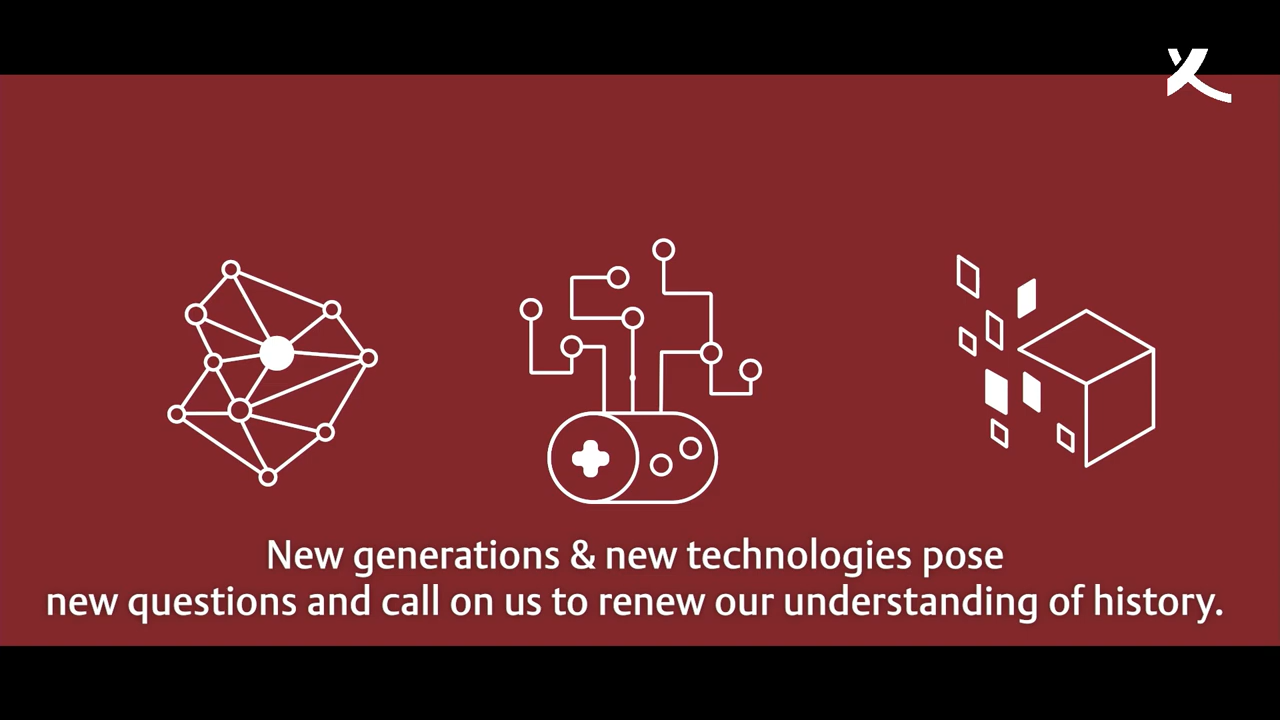 New generations & new technologies pose
new questions and call on us to renew our understanding of history.